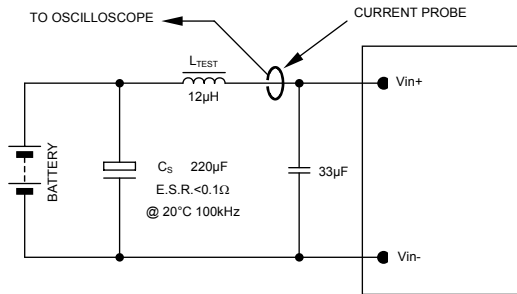 TO OSCILLOSCOPE
CURRENT PROBE
LTEST
12μH
Vin+
BATTERY
CS 220μF
E.S.R.<0.1Ω
@ 20°C 100kHz
33μF
Vin-